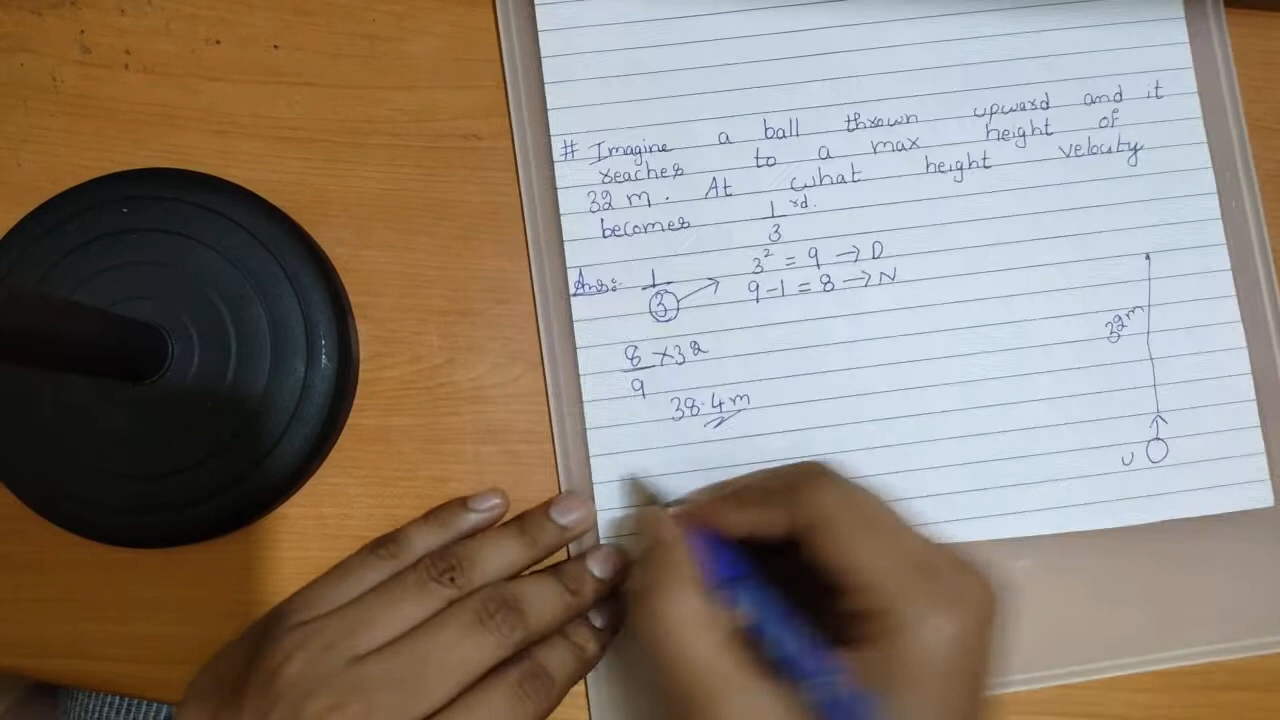 # Imagine a ball thrown upward and it
reaches to a max height of
32 m. At what height velocity
becomes 1/3 rd.
Ans:- 1/3 → 3² = 9 → D
9 - 1 = 8 → N
8/9 × 32
38.4 m
32 m
U